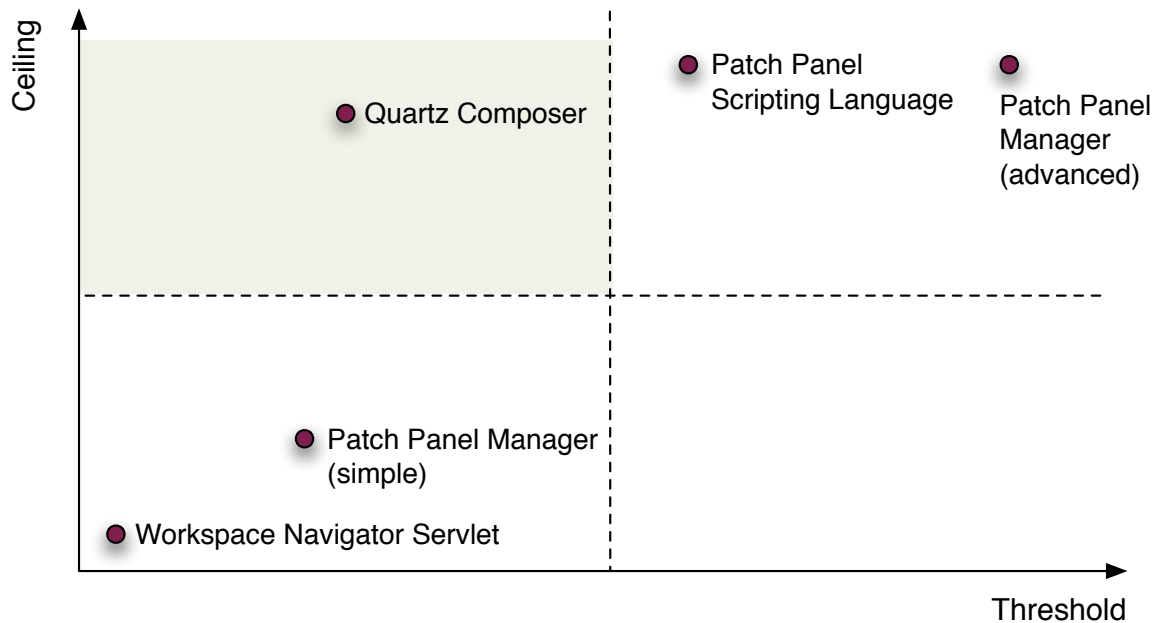 Ceiling
Patch Panel
Scripting Language
Patch Panel
Manager
(advanced)
Quartz Composer
Patch Panel Manager
(simple)
Workspace Navigator Servlet
Threshold